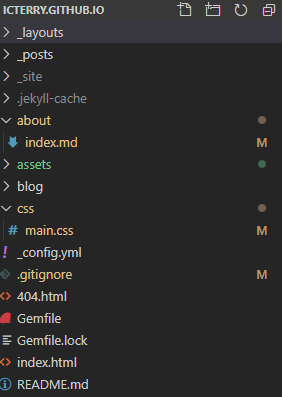 ICTERRY.GITHUB.IO
_layouts
_posts
_site
.jekyll-cache
about
index.md M
assets
blog
css
main.css M
_config.yml
.gitignore M
404.html
Gemfile
Gemfile.lock
index.html
README.md